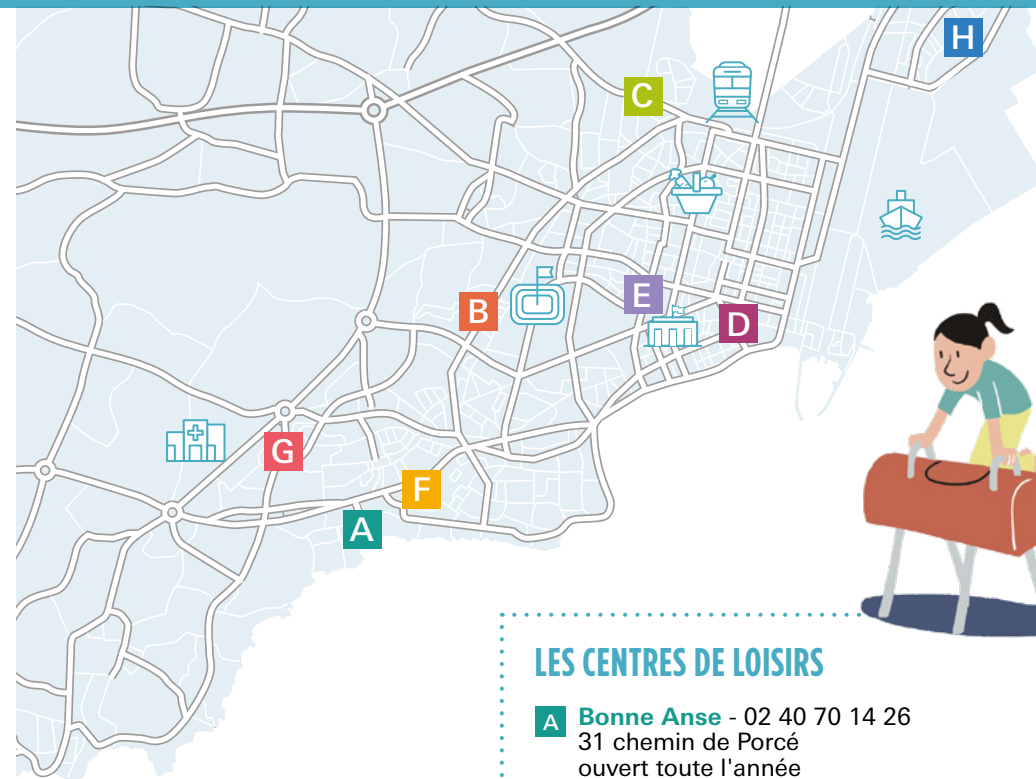 H
C
E
B
D
G
F
A
LES CENTRES DE LOISIRS
A Bonne Anse - 02 40 70 14 26
31 chemin de Porcé
ouvert toute l'année